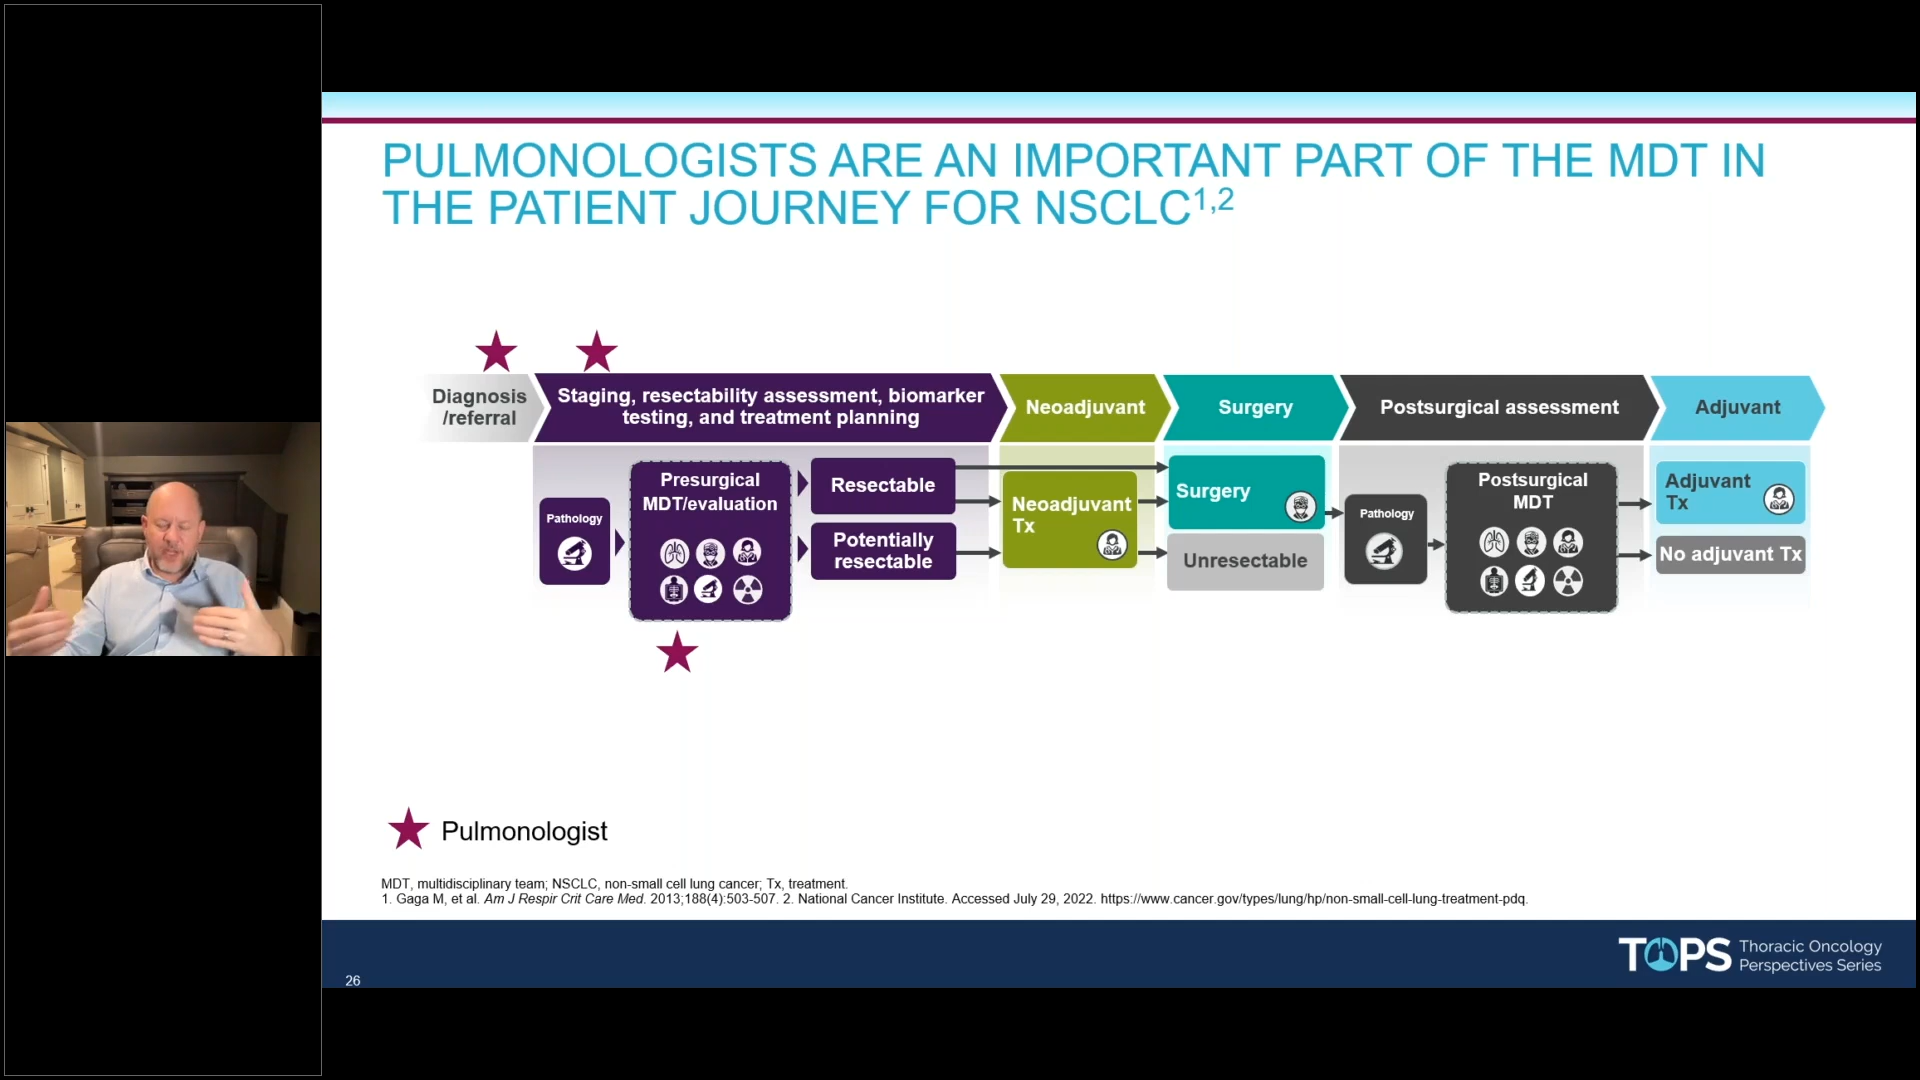 PULMONOLOGISTS ARE AN IMPORTANT PART OF THE MDT IN
THE PATIENT JOURNEY FOR NSCLC1,2
Diagnosis
/referral
Staging, resectability assessment, biomarker
testing, and treatment planning
Neoadjuvant
Surgery
Postsurgical assessment
Adjuvant
Pathology
Presurgical
MDT/evaluation
Resectable
Potentially
resectable
Neoadjuvant
Tx
Surgery
Unresectable
Pathology
Postsurgical
MDT
Adjuvant
Tx
No adjuvant Tx
Pulmonologist
MDT, multidisciplinary team; NSCLC, non-small cell lung cancer; Tx, treatment.
1. Gaga M, et al. Am J Respir Crit Care Med. 2013;188(4):503-507. 2. National Cancer Institute. Accessed July 29, 2022. https://www.cancer.gov/types/lung/hp/non-small-cell-lung-treatment-pdq.
26
TOPS
Thoracic Oncology
Perspectives Series